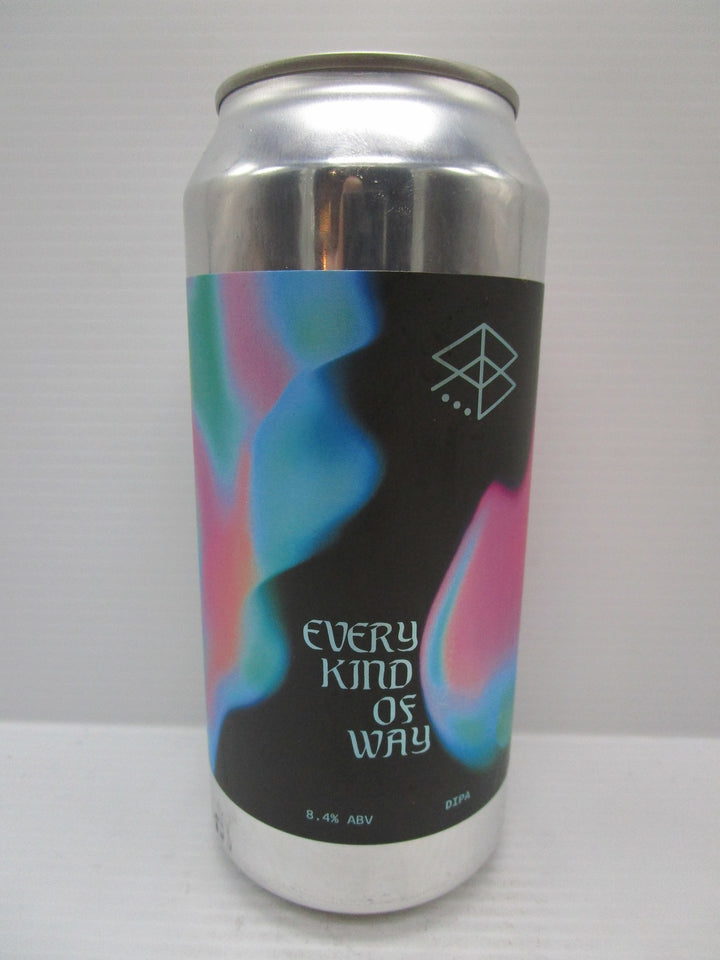 EVERY
KIND
OF
WAY
8.4% ABV
DIPA